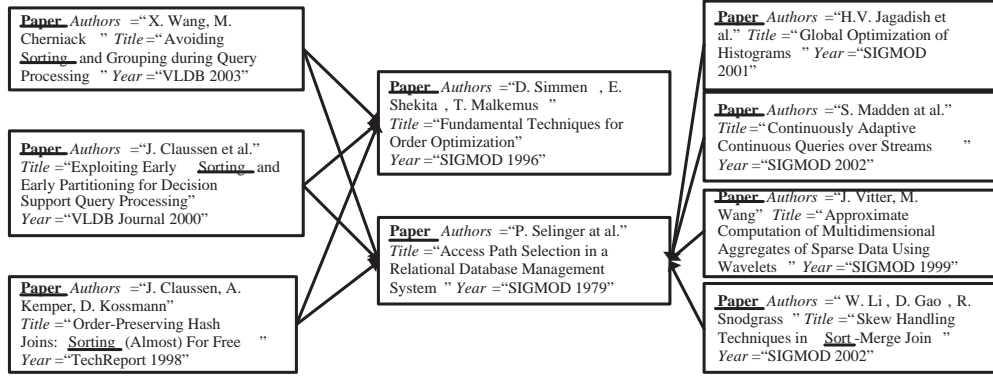 Paper Authors =“X. Wang, M.
Cherniack ” Title =“Avoiding
Sorting and Grouping during Query
Processing ” Year =“VLDB 2003”
Paper Authors =“J. Claussen et al.”
Title =“Exploiting Early Sorting and
Early Partitioning for Decision
Support Query Processing”
Year =“VLDB Journal 2000”
Paper Authors =“J. Claussen, A.
Kemper, D. Kossmann”
Title =“Order-Preserving Hash
Joins: Sorting (Almost) For Free ”
Year =“TechReport 1998”
Paper Authors =“D. Simmen , E.
Shekita , T. Malkemus ”
Title =“Fundamental Techniques for
Order Optimization”
Year =“SIGMOD 1996”
Paper Authors =“P. Selinger at al.”
Title =“Access Path Selection in a
Relational Database Management
System ” Year =“SIGMOD 1979”
Paper Authors =“H.V. Jagadish et
al.” Title =“Global Optimization of
Histograms ” Year =“SIGMOD
2001”
Paper Authors =“S. Madden at al.”
Title =“Continuously Adaptive
Continuous Queries over Streams ”
Year =“SIGMOD 2002”
Paper Authors =“J. Vitter, M.
Wang” Title =“Approximate
Computation of Multidimensional
Aggregates of Sparse Data Using
Wavelets ” Year =“SIGMOD 1999”
Paper Authors =“ W. Li , D. Gao , R.
Snodgrass ” Title =“Skew Handling
Techniques in Sort -Merge Join ”
Year =“SIGMOD 2002”